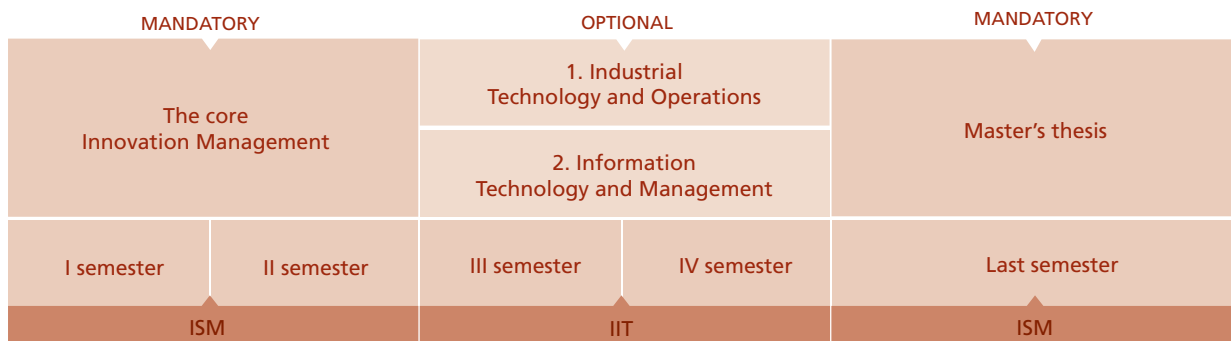 MANDATORY
OPTIONAL
MANDATORY
The core
Innovation Management
1. Industrial
Technology and Operations
2. Information
Technology and Management
Master’s thesis
I semester
II semester
III semester
IV semester
Last semester
ISM
IIT
ISM